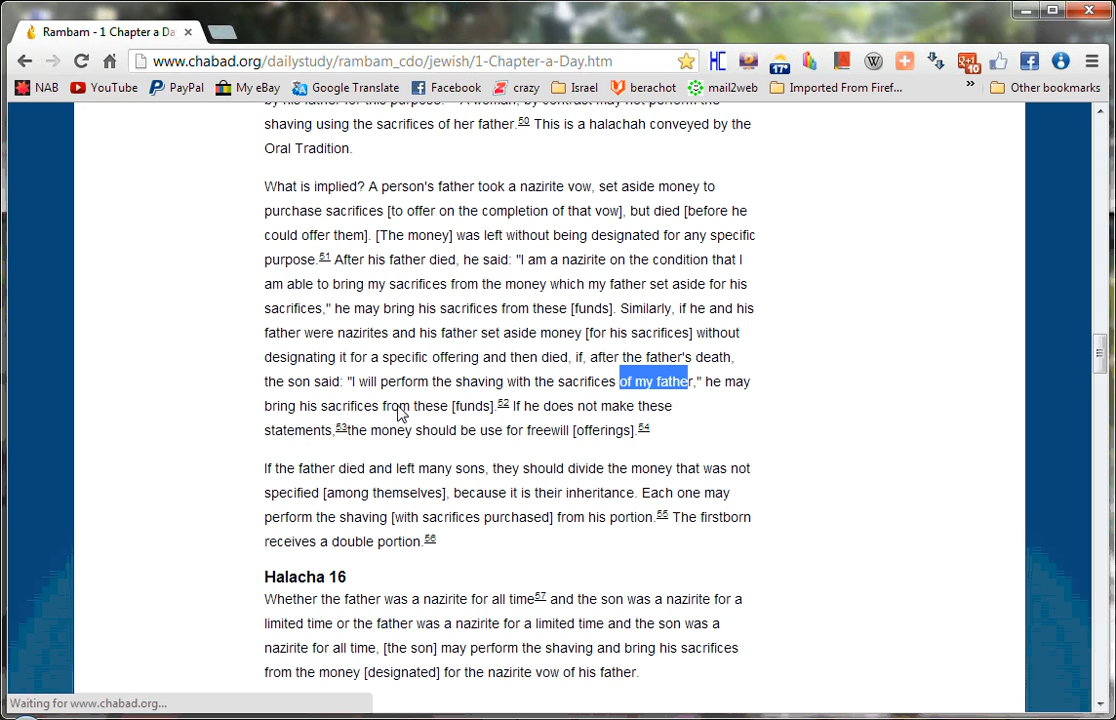 Rambam - 1 Chapter a Da
www.chabad.org/dailystudy/rambam_cdo/jewish/1-Chapter-a-Day.htm
NAB YouTube PayPal My eBay Google Translate Facebook crazy Israel berachot mail2web Imported From Firef... » Other bookmarks
shaving using the sacrifices of her father.50 This is a halachah conveyed by the
Oral Tradition.
What is implied? A person's father took a nazirite vow, set aside money to
purchase sacrifices [to offer on the completion of that vow], but died [before he
could offer them]. [The money] was left without being designated for any specific
purpose.51 After his father died, he said: "I am a nazirite on the condition that I
am able to bring my sacrifices from the money which my father set aside for his
sacrifices," he may bring his sacrifices from these [funds]. Similarly, if he and his
father were nazirites and his father set aside money [for his sacrifices] without
designating it for a specific offering and then died, if, after the father's death,
the son said: "I will perform the shaving with the sacrifices of my father," he may
bring his sacrifices from these [funds].52 If he does not make these
statements,53the money should be use for freewill [offerings].54
If the father died and left many sons, they should divide the money that was not
specified [among themselves], because it is their inheritance. Each one may
perform the shaving [with sacrifices purchased] from his portion.55 The firstborn
receives a double portion.56
Halacha 16
Whether the father was a nazirite for all time57 and the son was a nazirite for a
limited time or the father was a nazirite for a limited time and the son was a
nazirite for all time, [the son] may perform the shaving and bring his sacrifices
from the money [designated] for the nazirite vow of his father.
Waiting for www.chabad.org...